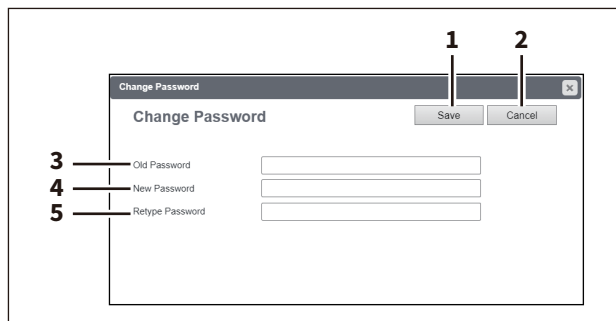 1 2
Change Password
Change Password Save Cancel
3 Old Password
4 New Password
5 Retype Password